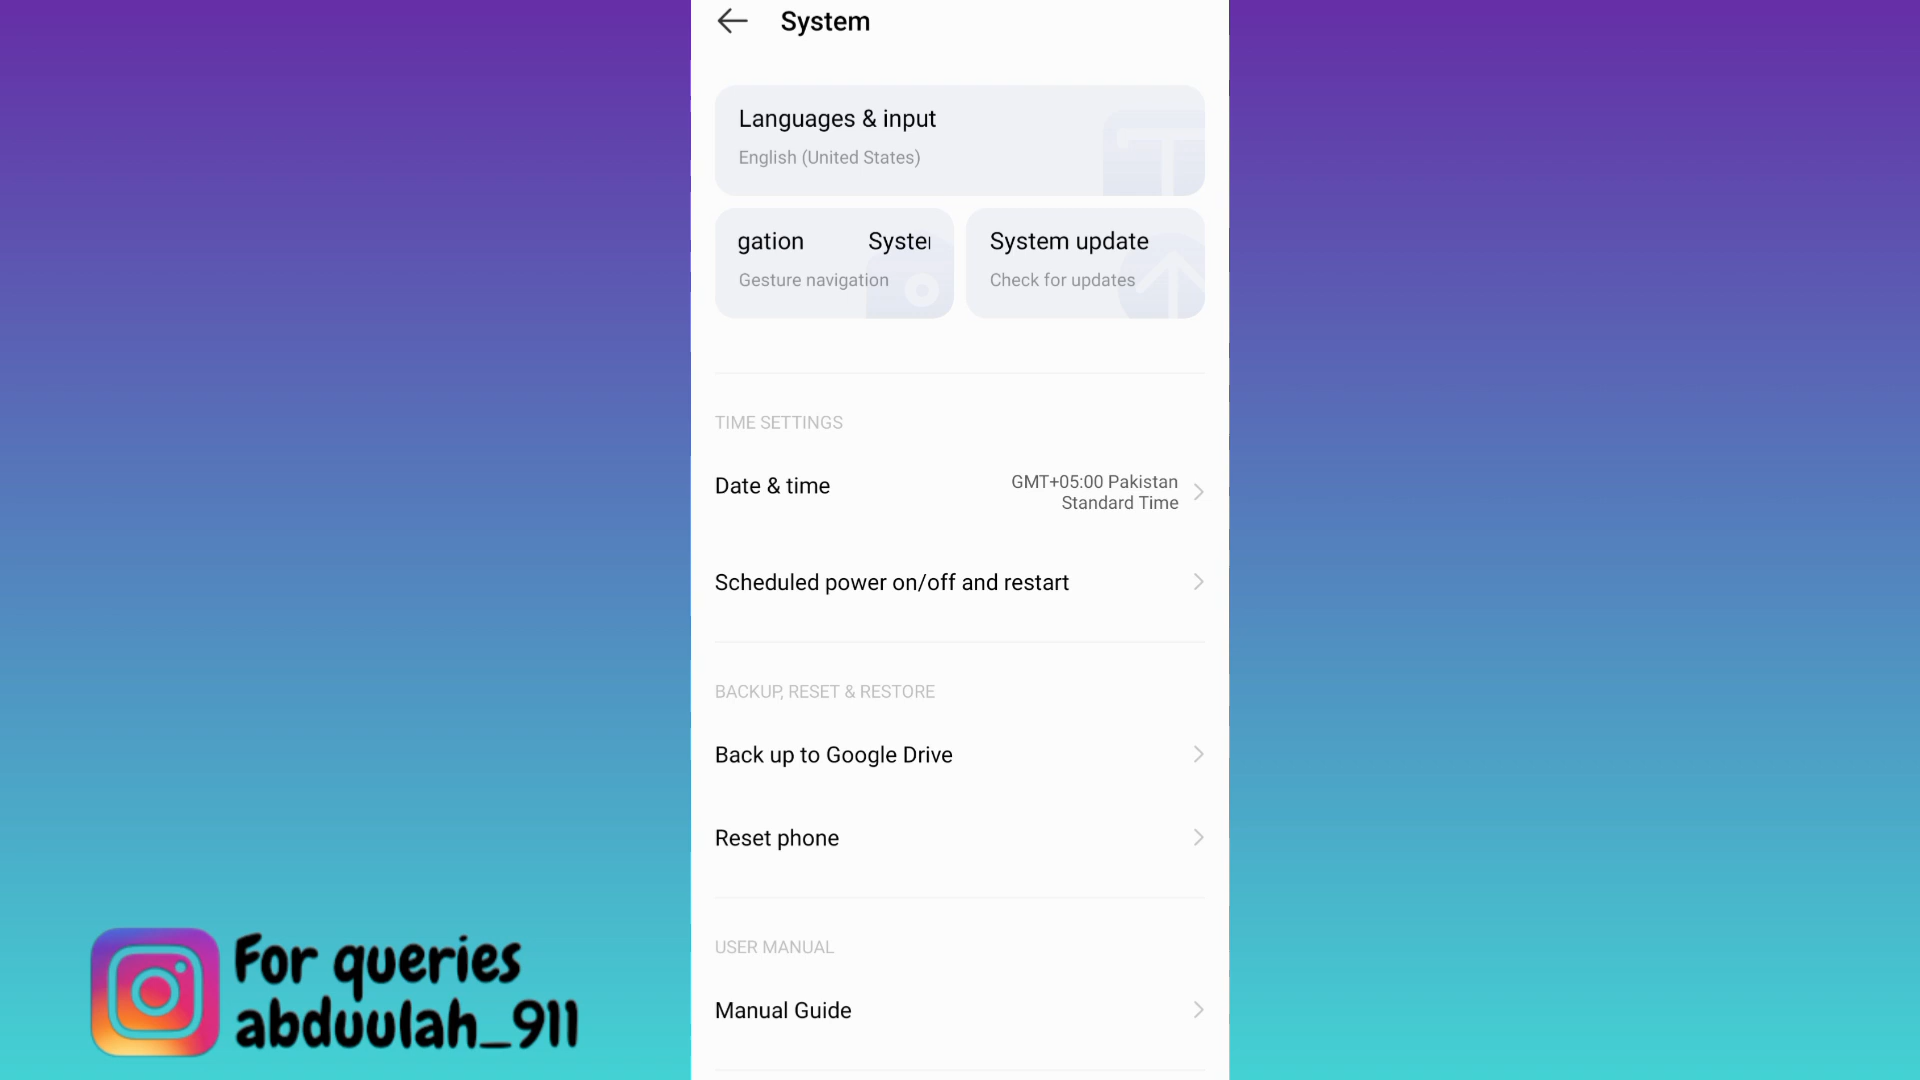 System
Languages & input
English (United States)
gation Syste
Gesture navigation
System update
Check for updates
TIME SETTINGS
Date & time
GMT+05:00 Pakistan
Standard Time
Scheduled power on/off and restart
BACKUP, RESET & RESTORE
Back up to Google Drive
Reset phone
USER MANUAL
Manual Guide
For queries
abduulah_911